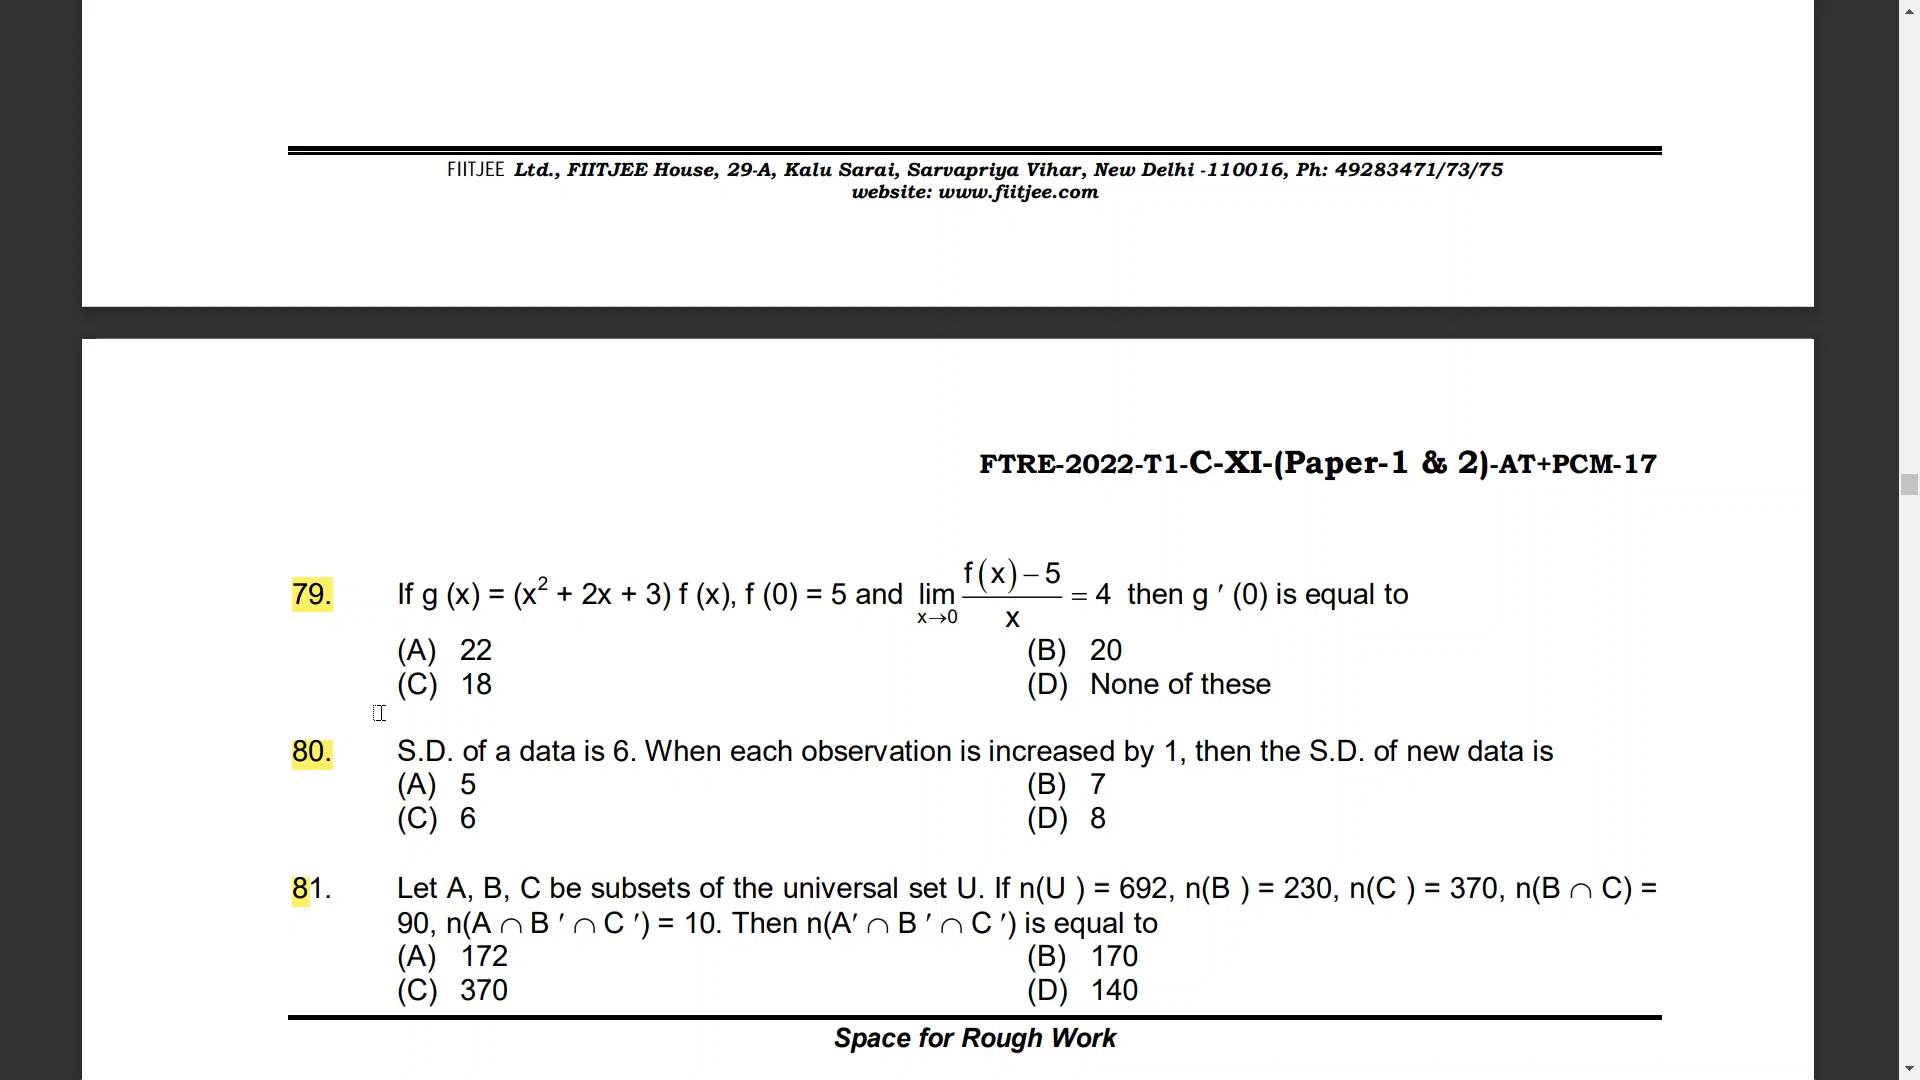 FIITJEE Ltd., FIITJEE House, 29-A, Kalu Sarai, Sarvapriya Vihar, New Delhi -110016, Ph: 49283471/73/75
website: www.fiitjee.com
FTRE-2022-T1-C-XI-(Paper-1 & 2)-AT+PCM-17
79. If g (x) = (x² + 2x + 3) f (x), f (0) = 5 and lim x→0 (f(x) – 5)/x = 4 then g ′ (0) is equal to
(A) 22 (B) 20
(C) 18 (D) None of these
80. S.D. of a data is 6. When each observation is increased by 1, then the S.D. of new data is
(A) 5 (B) 7
(C) 6 (D) 8
81. Let A, B, C be subsets of the universal set U. If n(U ) = 692, n(B ) = 230, n(C ) = 370, n(B ∩ C) =
90, n(A ∩ B ′ ∩ C ′) = 10. Then n(A′ ∩ B ′ ∩ C ′) is equal to
(A) 172 (B) 170
(C) 370 (D) 140
Space for Rough Work